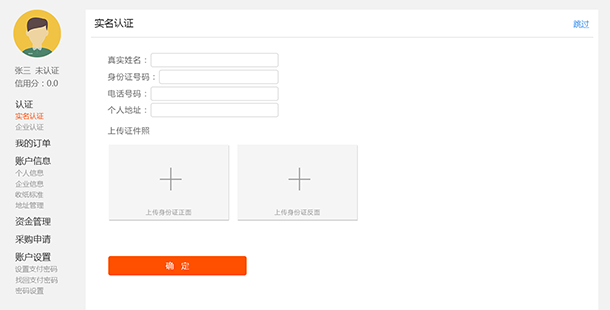 张三 未认证
信用分：0.0
认证
实名认证
企业认证
我的订单
账户信息
个人信息
企业信息
收纸标准
地址管理
资金管理
采购申请
账户设置
设置支付密码
找回支付密码
密码设置
实名认证
跳过
真实姓名：
身份证号码：
电话号码：
个人地址：
上传证件照
上传身份证正面
上传身份证反面
确 定